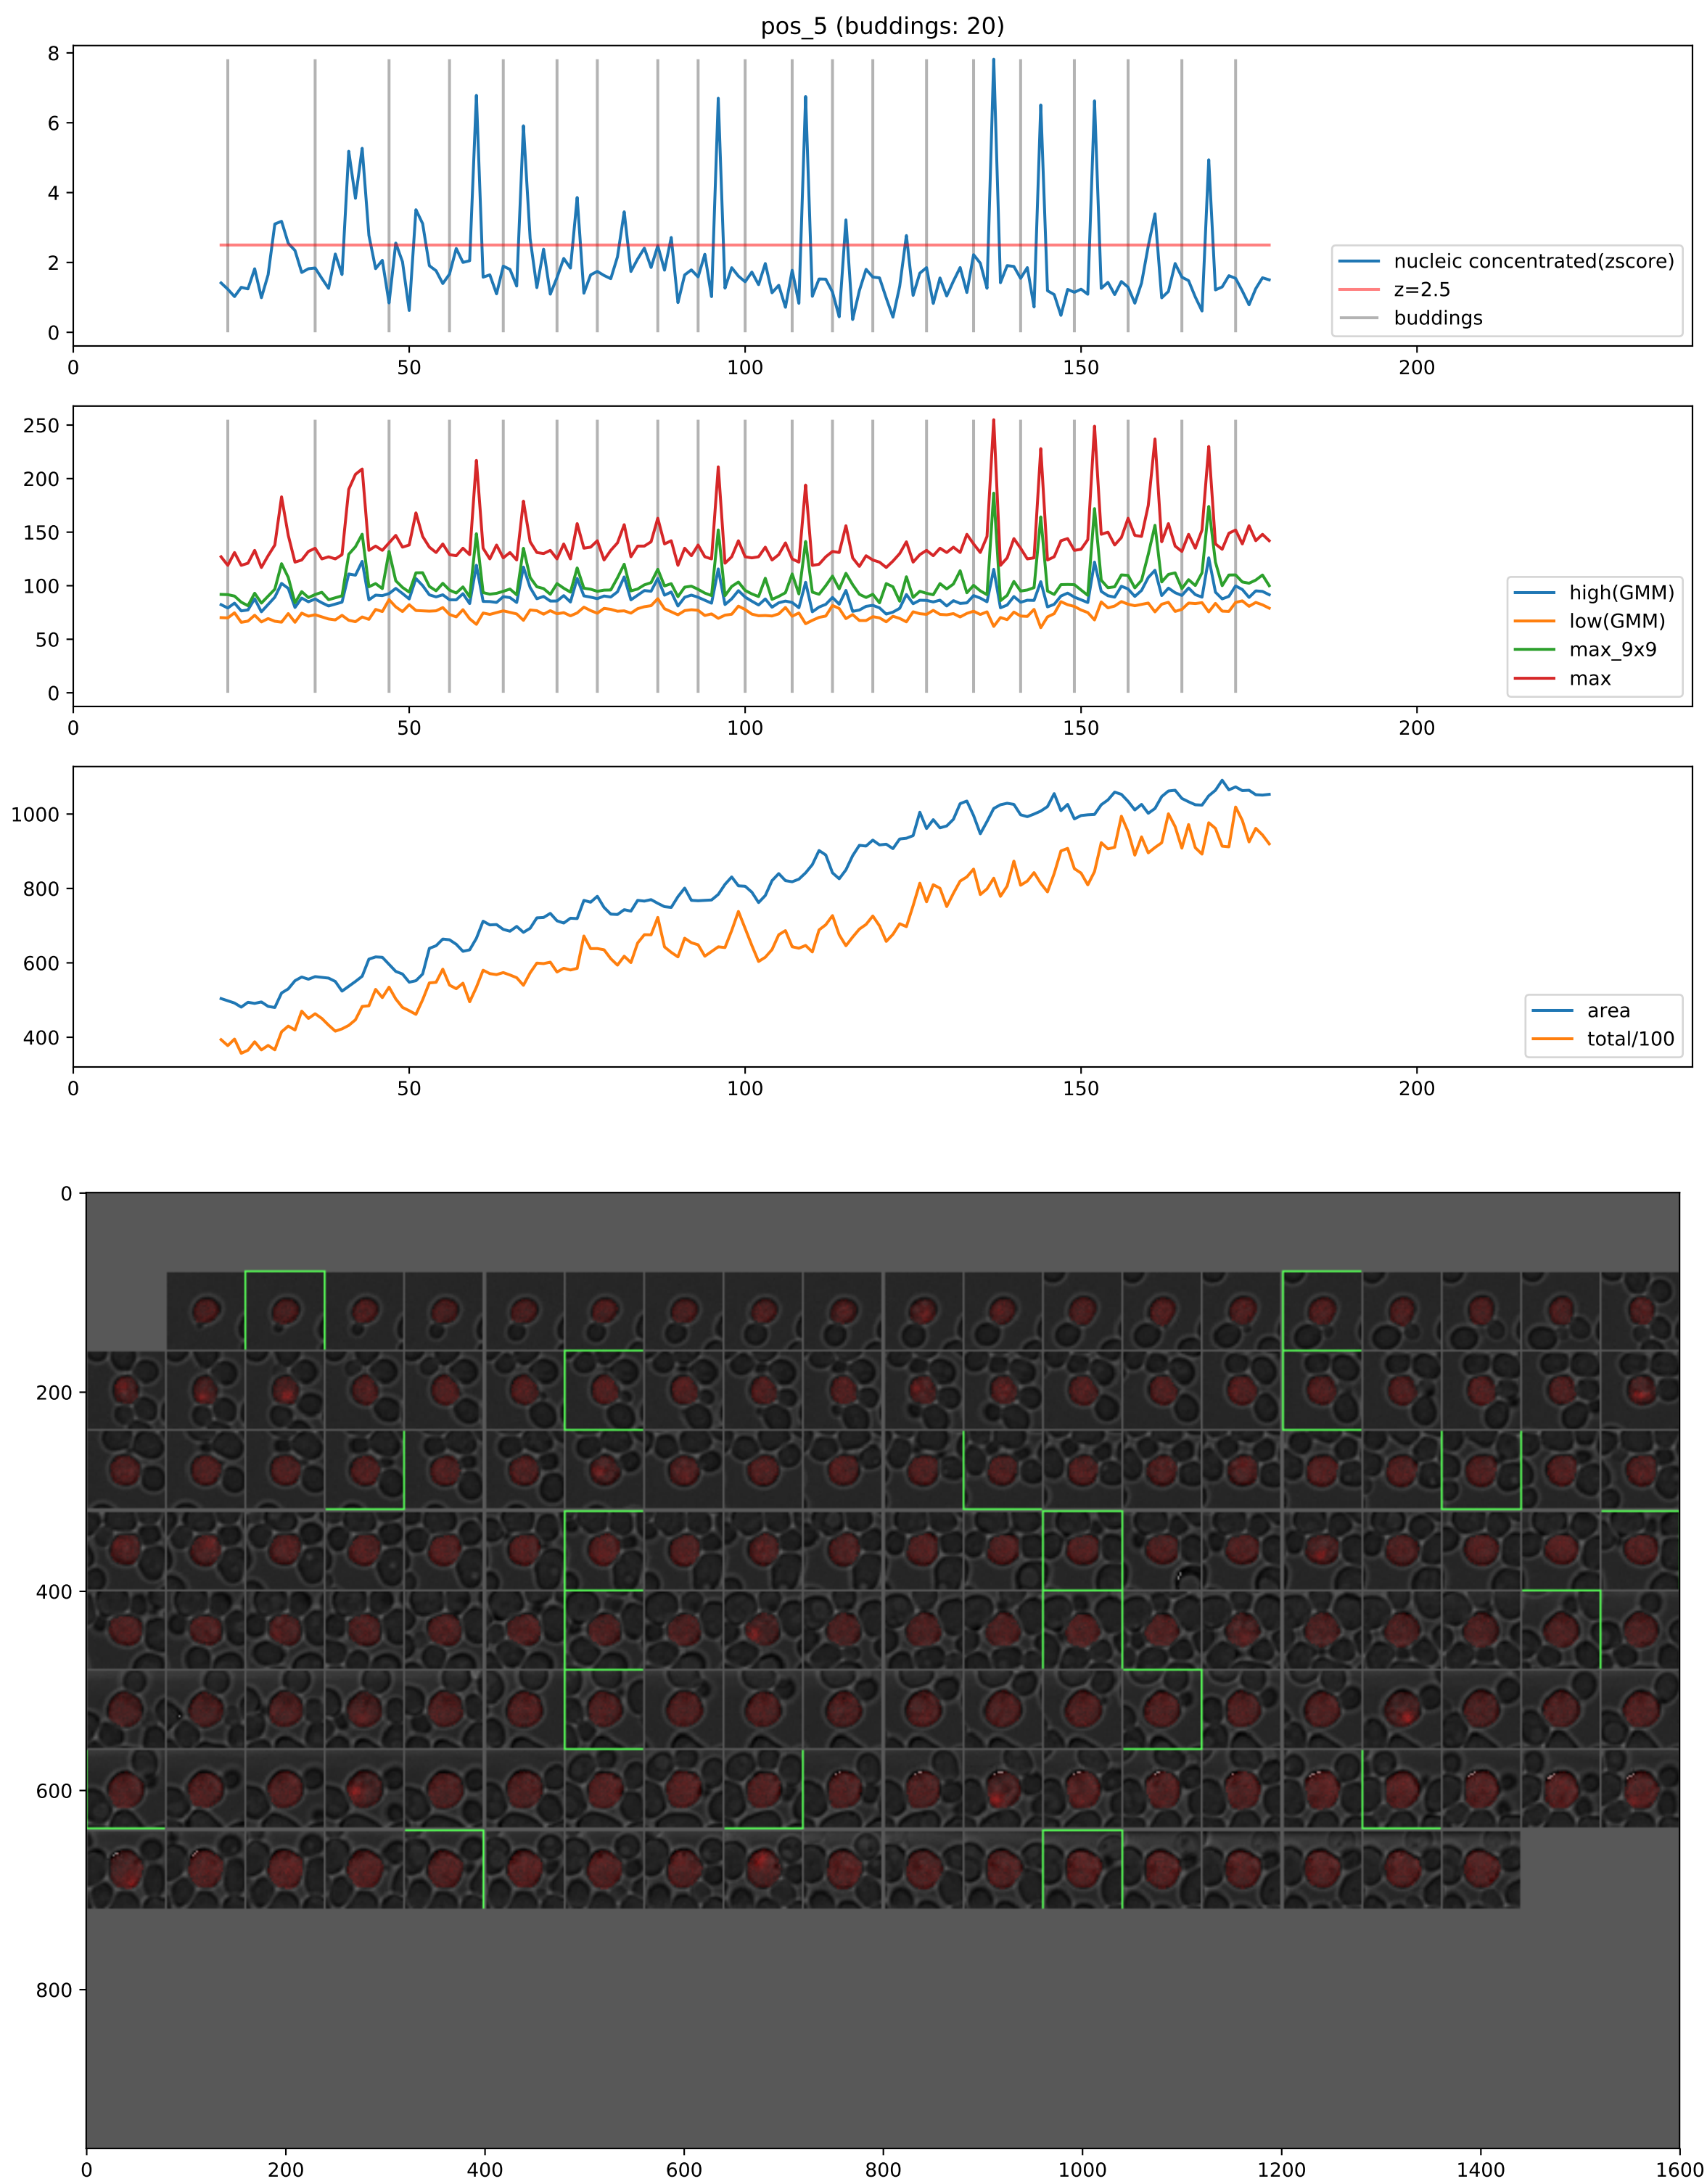 pos_5 (buddings: 20)
8
6
4
2
0
nucleic concentrated(zscore)
z=2.5
buddings
0 50 100 150 200
250
200
150
100
50
0
high(GMM)
low(GMM)
max_9x9
max
0 50 100 150 200
1000
800
600
400
area
total/100
0 50 100 150 200
0
200
400
600
800
0 200 400 600 800 1000 1200 1400 1600